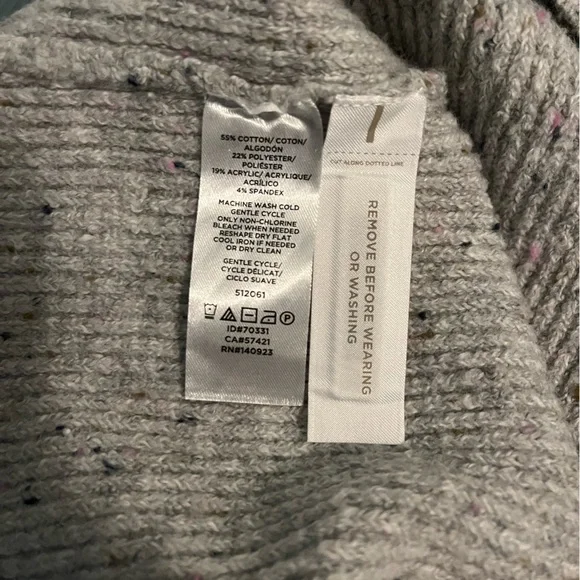 55% COTTON/ COTON/
ALGODÓN
22% POLYESTER/
POLIÉSTER
19% ACRYLIC/ ACRYLIQUE/
ACRÍLICO
4% SPANDEX
MACHINE WASH COLD
GENTLE CYCLE
ONLY NON-CHLORINE
BLEACH WHEN NEEDED
RESHAPE DRY FLAT
COOL IRON IF NEEDED
OR DRY CLEAN
GENTLE CYCLE/
CYCLE DÉLICAT/
CICLO SUAVE
512061
ID#70331
CA#57421
RN#140923
CUT ALONG DOTTED LINE
REMOVE BEFORE WEARING
OR WASHING